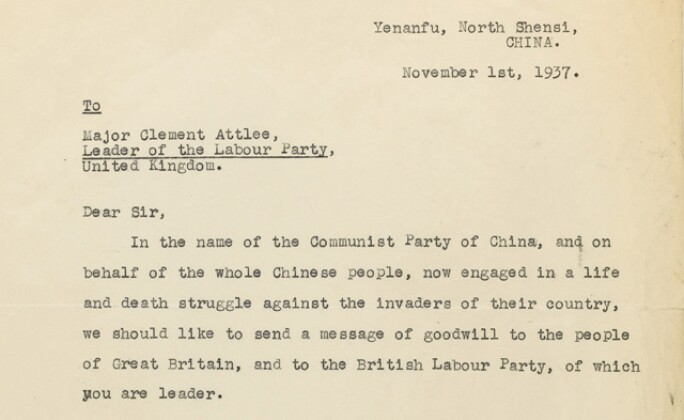 Yenanfu, North Shensi,
CHINA.
November 1st, 1937.
To
Major Clement Attlee,
Leader of the Labour Party,
United Kingdom.
Dear Sir,
In the name of the Communist Party of China, and on
behalf of the whole Chinese people, now engaged in a life
and death struggle against the invaders of their country,
we should like to send a message of goodwill to the people
of Great Britain, and to the British Labour Party, of which
you are leader.